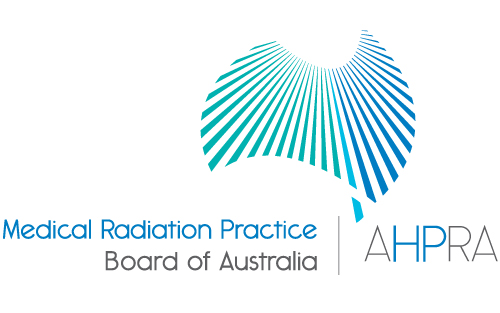 Medical Radiation Practice
Board of Australia
AHPRA